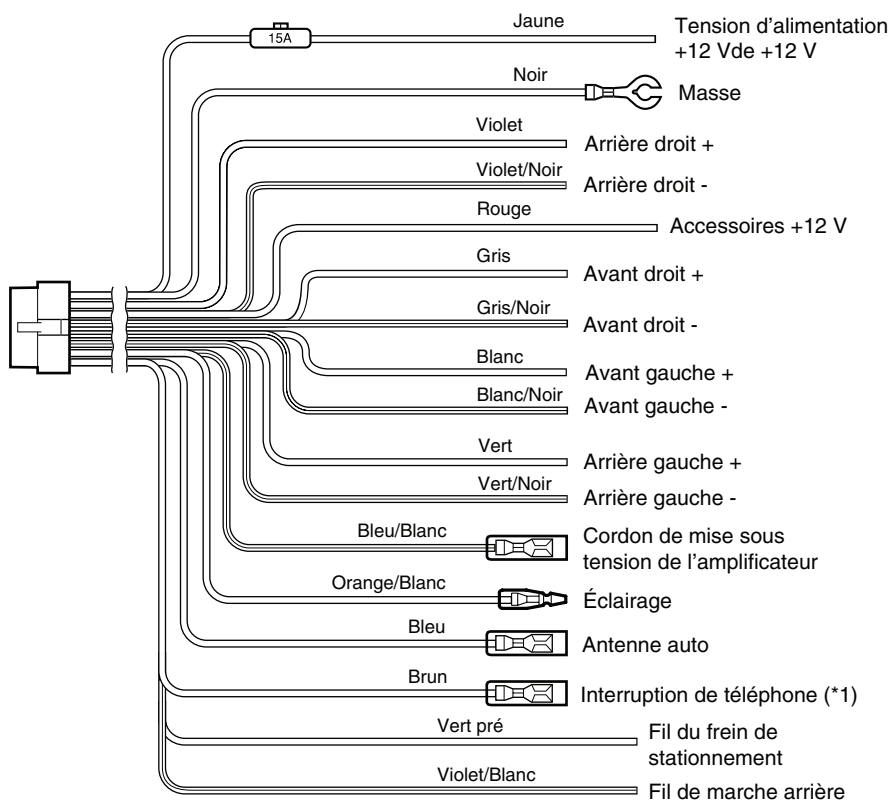 Jaune
15A
Tension d’alimentation
+12 Vde +12 V
Noir
Masse
Violet
Arrière droit +
Violet/Noir
Arrière droit -
Rouge
Accessoires +12 V
Gris
Avant droit +
Gris/Noir
Avant droit -
Blanc
Avant gauche +
Blanc/Noir
Avant gauche -
Vert
Arrière gauche +
Vert/Noir
Arrière gauche -
Bleu/Blanc
Cordon de mise sous
tension de l’amplificateur
Orange/Blanc
Éclairage
Bleu
Antenne auto
Brun
Interruption de téléphone (*1)
Vert pré
Fil du frein de
stationnement
Violet/Blanc
Fil de marche arrière